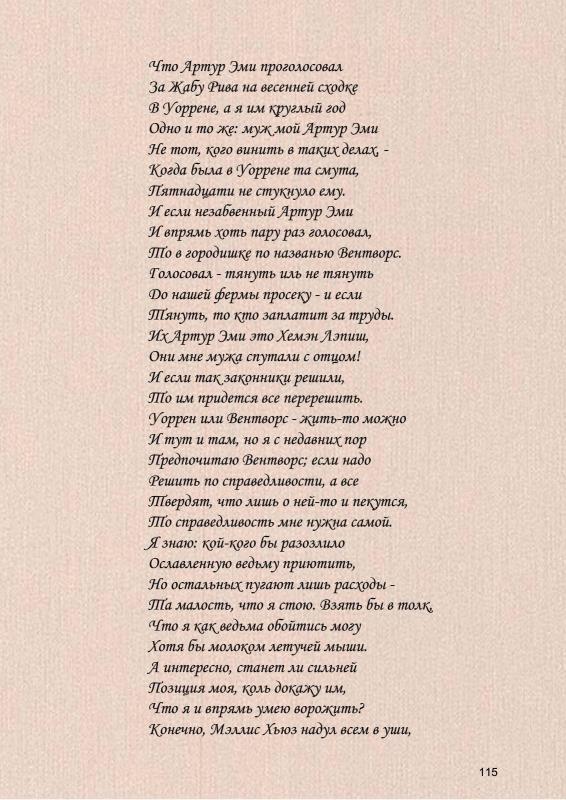 Что Артур Эми проголосовал
За Жабу Рива на весенней сходке
В Уоррене, а я им круглый год
Одно и то же: муж мой Артур Эми
Не тот, кого винить в таких делах, -
Когда была в Уоррене та смута,
Пятнадцати не стукнуло ему.
И если незабвенный Артур Эми
И впрямь хоть пару раз голосовал,
То в городишке по названью Вентворс.
Голосовал - тянуть иль не тянуть
До нашей фермы просеку - и если
Тянуть, то кто заплатит за труды.
Их Артур Эми это Хемэн Лэпиш,
Они мне мужа спутали с отцом!
И если так законники решили,
То им придется все перерешить.
Уоррен или Вентворс - жить-то можно
И тут и там, но я с недавних пор
Предпочитаю Вентворс; если надо
Решить по справедливости, а все
Твердят, что лишь о ней-то и пекутся,
То справедливость мне нужна самой.
Я знаю: кой-кого бы разозлило
Ославленную ведьму приютить,
Но остальных пугают лишь расходы -
Та малость, что я стою. Взять бы в толк,
Что я как ведьма обойтись могу
Хотя бы молоком летучей мыши.
А интересно, станет ли сильней
Позиция моя, коль докажу им,
Что я и впрямь умею ворожить?
Конечно, Мэллис Хьюз надул всем в уши,
115